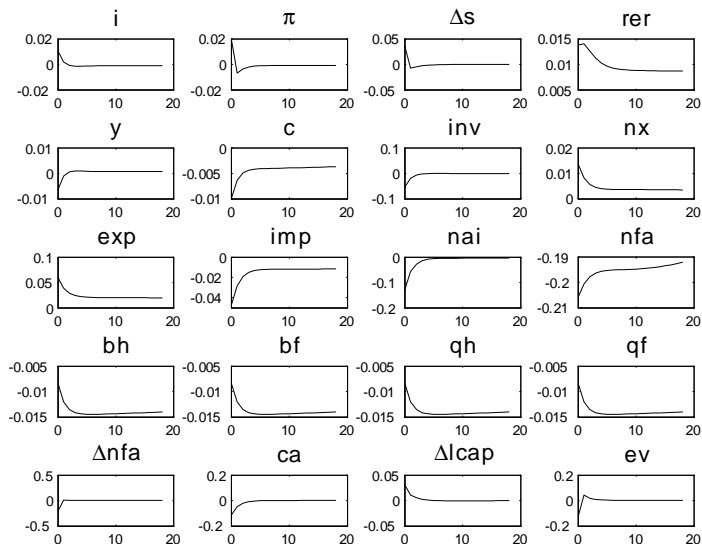 i π Δs rer
0.02 0.02 0.05 0.015
0 0 0 0.01
-0.02 -0.02 -0.05 0.005
0 10 20 0 10 20 0 10 20 0 10 20
y c inv nx
0.01 0 0.1 0.02
0 -0.005 0 0.01
-0.01 -0.01 -0.1 0
0 10 20 0 10 20 0 10 20 0 10 20
exp imp nai nfa
0.1 0 0 -0.19
0.05 -0.02 -0.1 -0.2
0 -0.04 -0.2 -0.21
0 10 20 0 10 20 0 10 20 0 10 20
bh bf qh qf
-0.005 -0.005 -0.005 -0.005
-0.01 -0.01 -0.01 -0.01
-0.015 -0.015 -0.015 -0.015
0 10 20 0 10 20 0 10 20 0 10 20
Δnfa ca Δlcap ev
0.5 0.2 0.05 0.2
0 0 0 0
-0.5 -0.2 -0.05 -0.2
0 10 20 0 10 20 0 10 20 0 10 20